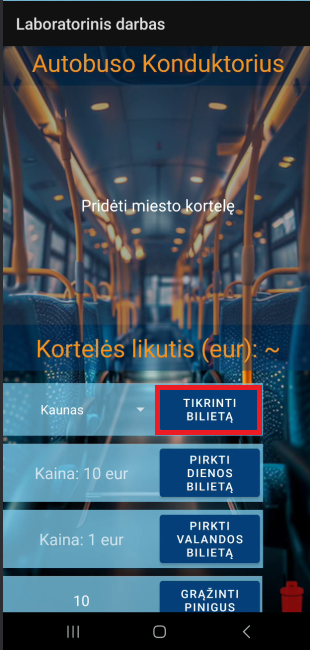 Laboratorinis darbas
Autobuso Konduktorius
Pridėti miesto kortelę
Kortelės likutis (eur): ~
Kaunas
TIKRINTI
BILIETĄ
Kaina: 10 eur
PIRKTI
DIENOS
BILIETĄ
Kaina: 1 eur
PIRKTI
VALANDOS
BILIETĄ
10
GRĄŽINTI
PINIGUS